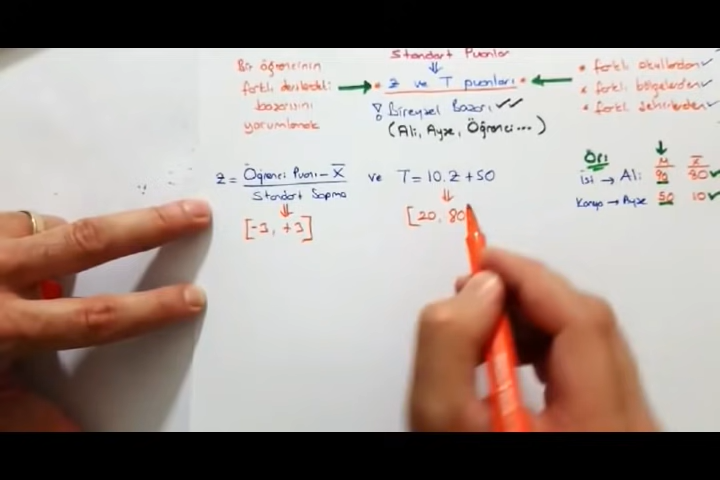 Standart Puanlar
z ve T puanları
! Bireysel Başarı ✓✓
(Ali, Ayşe, Öğrenci...)
Bir öğrencinin
farklı derslerdeki
başarısını
yorumlamak
• farklı okullardan ✓
• farklı bölgelerden ✓
• farklı şehirlerden ✓
z = Öğrenci Puanı - X̄
Standart Sapma
ve T = 10.z + 50
[-3, +3]
[20, 80
Ör:
X̄
İst → Ali 90 80 ✓
Konya → Ayşe 50 10 ✓